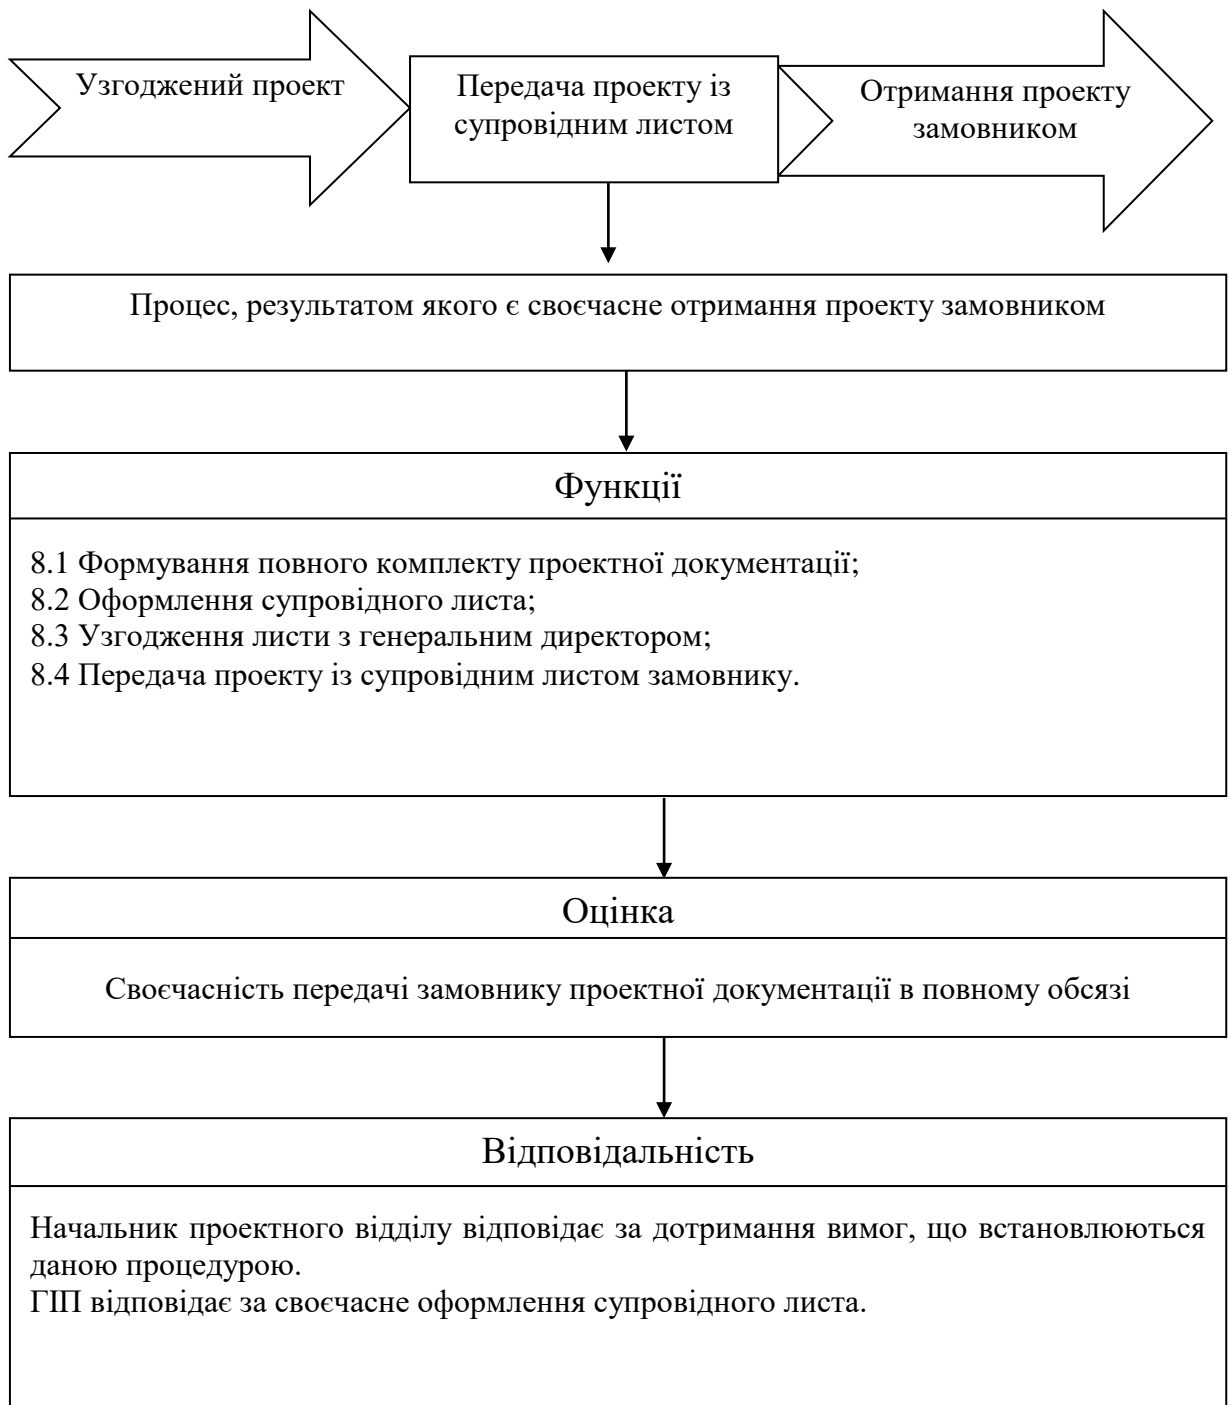 Узгоджений проект
Передача проекту із
супровідним листом
Отримання проекту
замовником
Процес, результатом якого є своєчасне отримання проекту замовником
Функції
8.1 Формування повного комплекту проектної документації;
8.2 Оформлення супровідного листа;
8.3 Узгодження листи з генеральним директором;
8.4 Передача проекту із супровідним листом замовнику.
Оцінка
Своєчасність передачі замовнику проектної документації в повному обсязі
Відповідальність
Начальник проектного відділу відповідає за дотримання вимог, що встановлюються
даною процедурою.
ГІП відповідає за своєчасне оформлення супровідного листа.